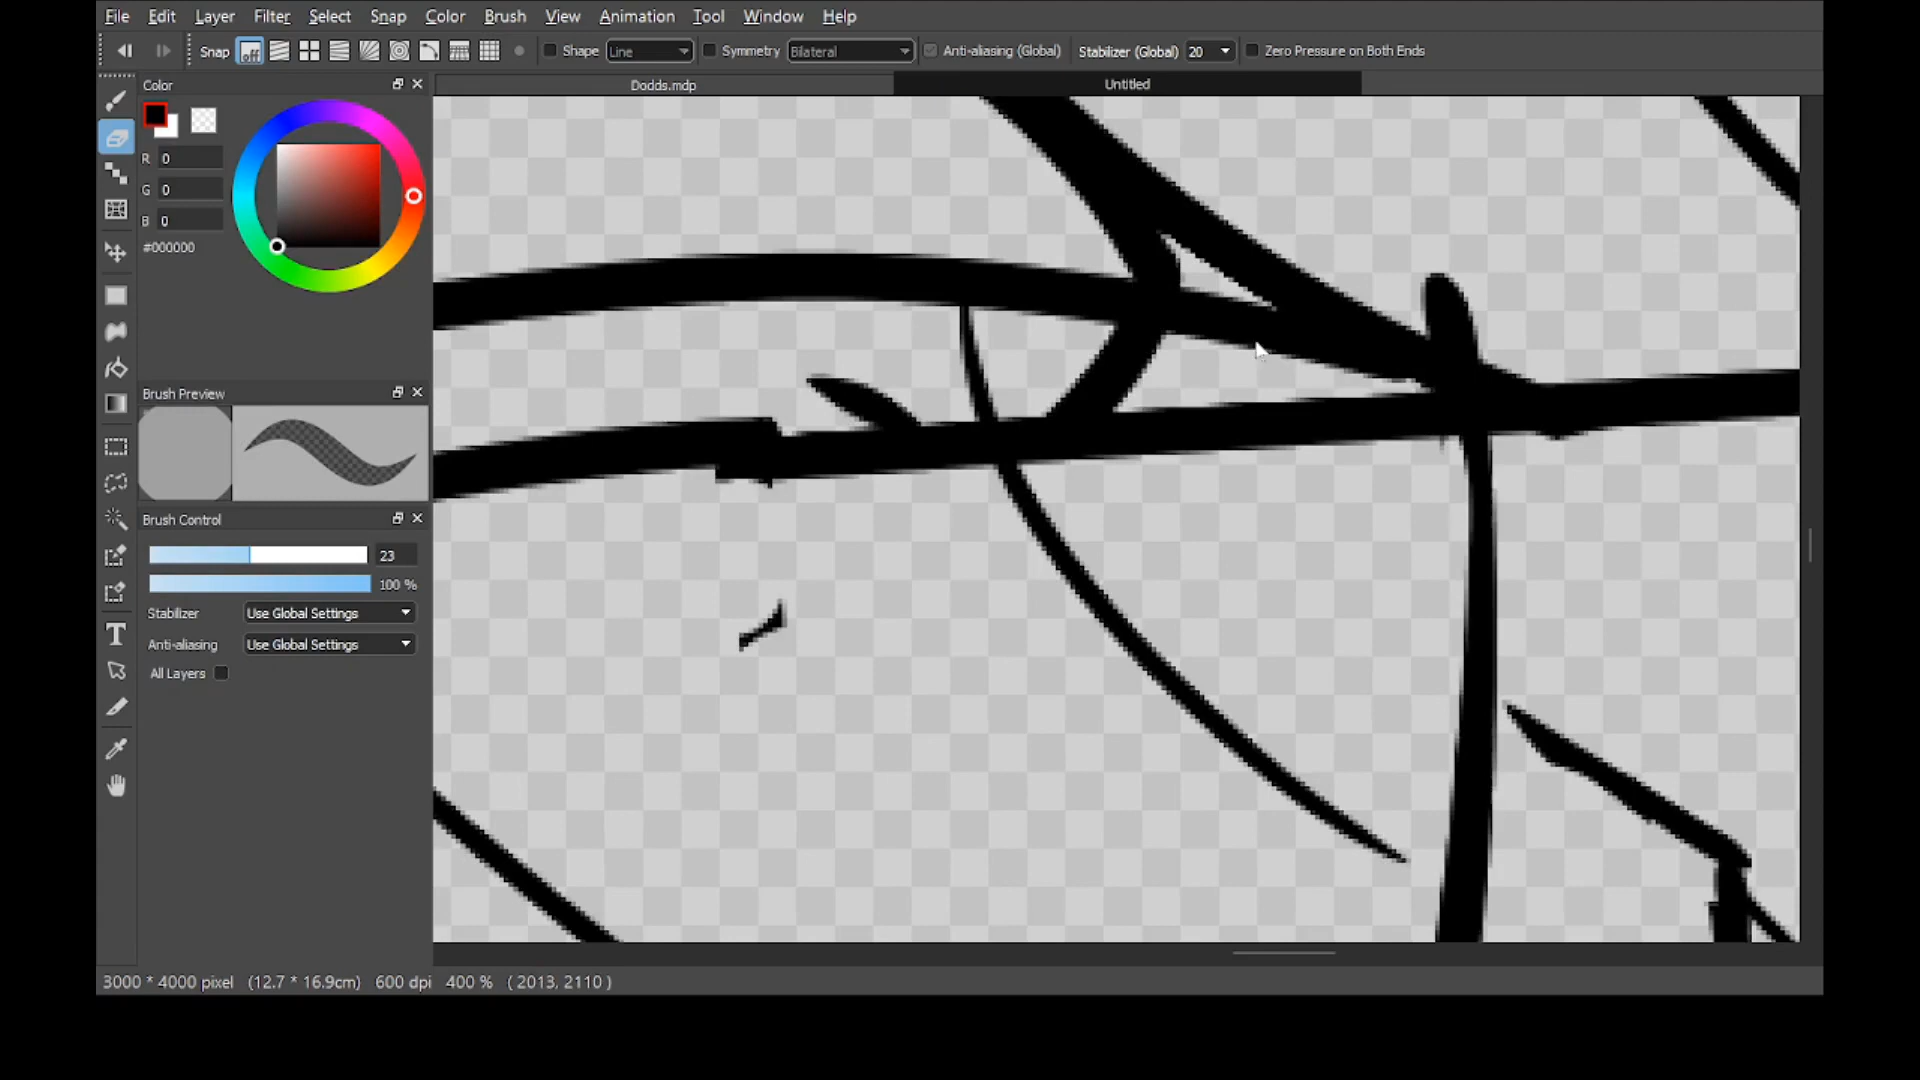 File Edit Layer Filter Select Snap Color Brush View Animation Tool Window Help
Snap off Shape Line Symmetry Bilateral Anti-aliasing (Global) Stabilizer (Global) 20 Zero Pressure on Both Ends
Color
Dodds.mdp
Untitled
R 0
G 0
B 0
#000000
Brush Preview
Brush Control
23
100 %
Stabilizer Use Global Settings
Anti-aliasing Use Global Settings
All Layers
T
3000 * 4000 pixel (12.7 * 16.9cm) 600 dpi 400 % ( 2013, 2110 )